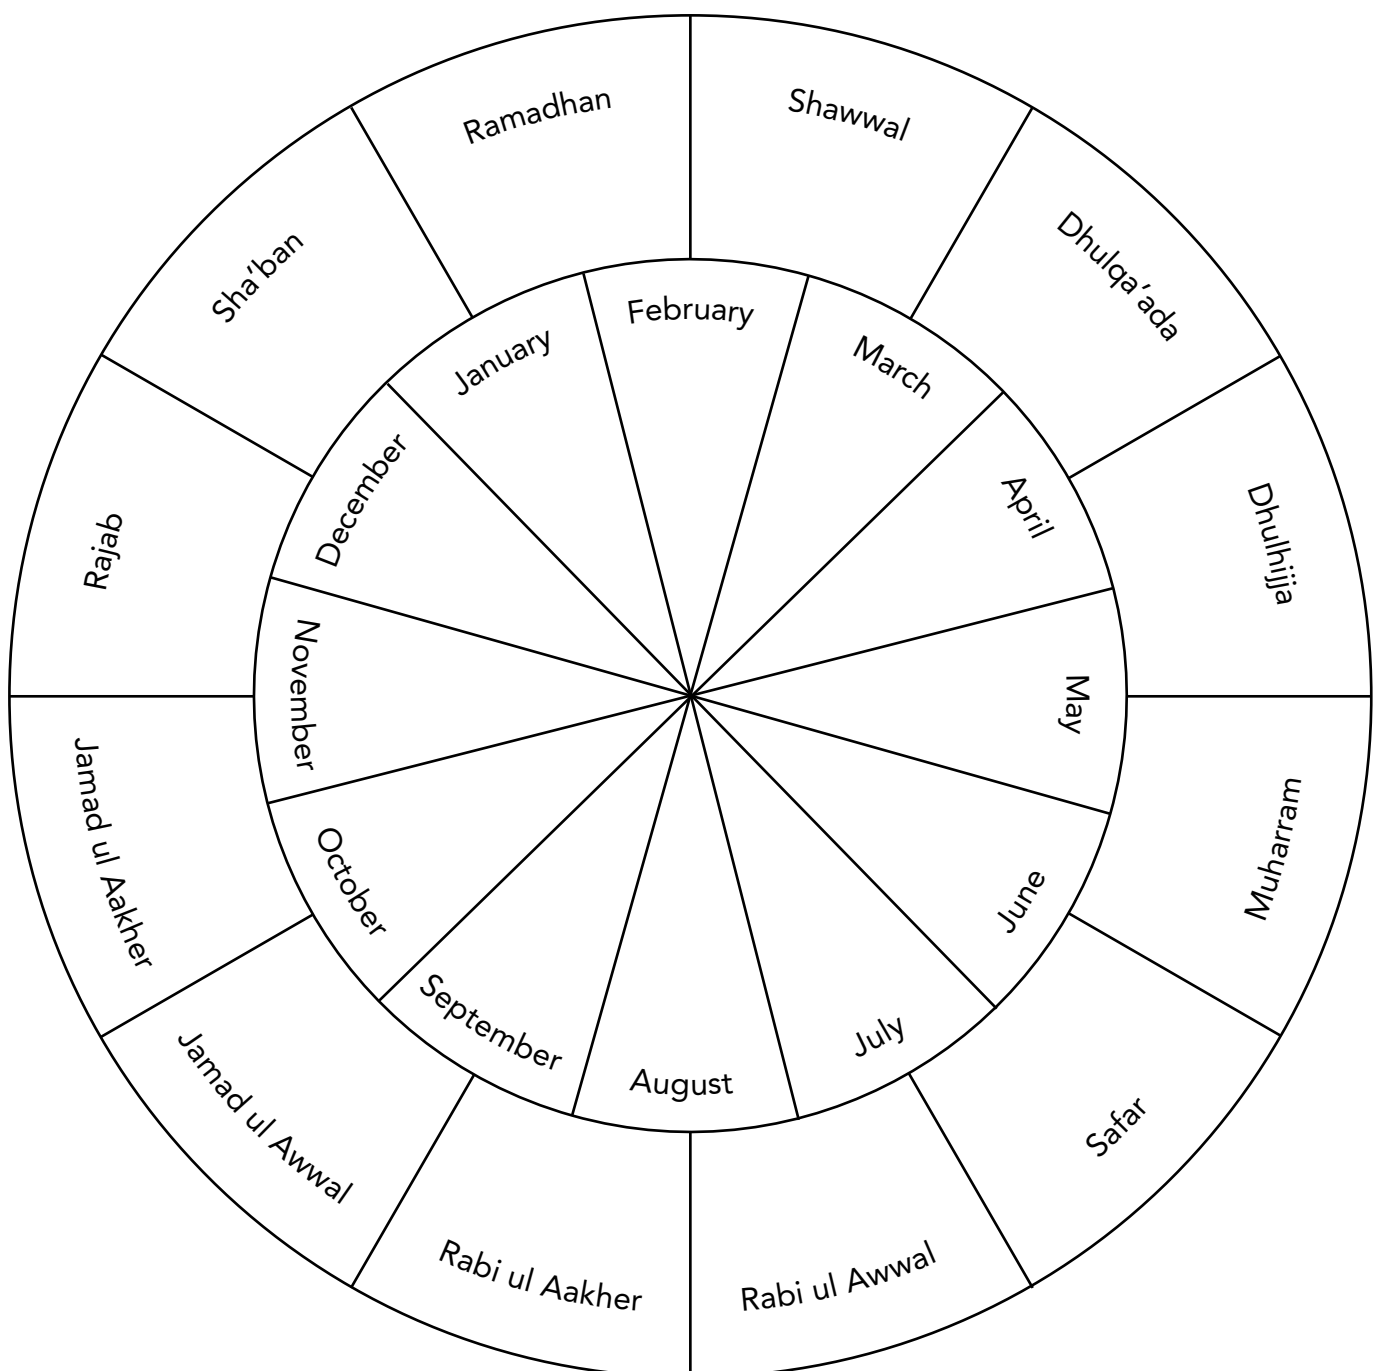 Ramadhan
Shawwal
Dhulqa’ada
Dhulhijja
Muharram
Safar
Rabi ul Awwal
Rabi ul Aakher
Jamad ul Awwal
Jamad ul Aakher
Rajab
Sha’ban
January
February
March
April
May
June
July
August
September
October
November
December